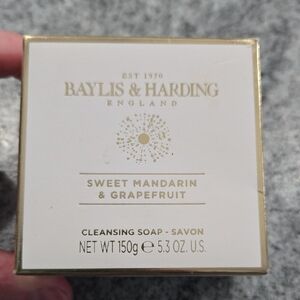 EST 1970
BAYLIS & HARDING
ENGLAND
SWEET MANDARIN
& GRAPEFRUIT
CLEANSING SOAP - SAVON
NET WT 150g ℮ 5.3 OZ. U.S.